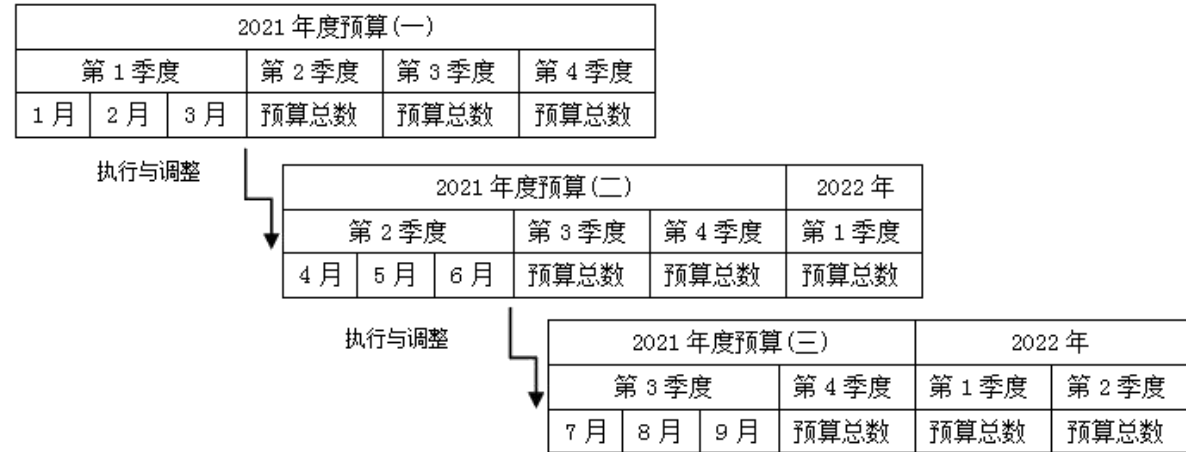 2021 年度预算(一)
第 1 季度 第 2 季度 第 3 季度 第 4 季度
1 月 2 月 3 月 预算总数 预算总数 预算总数
执行与调整
2021 年度预算(二) 2022 年
第 2 季度 第 3 季度 第 4 季度 第 1 季度
4 月 5 月 6 月 预算总数 预算总数 预算总数
执行与调整
2021 年度预算(三) 2022 年
第 3 季度 第 4 季度 第 1 季度 第 2 季度
7 月 8 月 9 月 预算总数 预算总数 预算总数